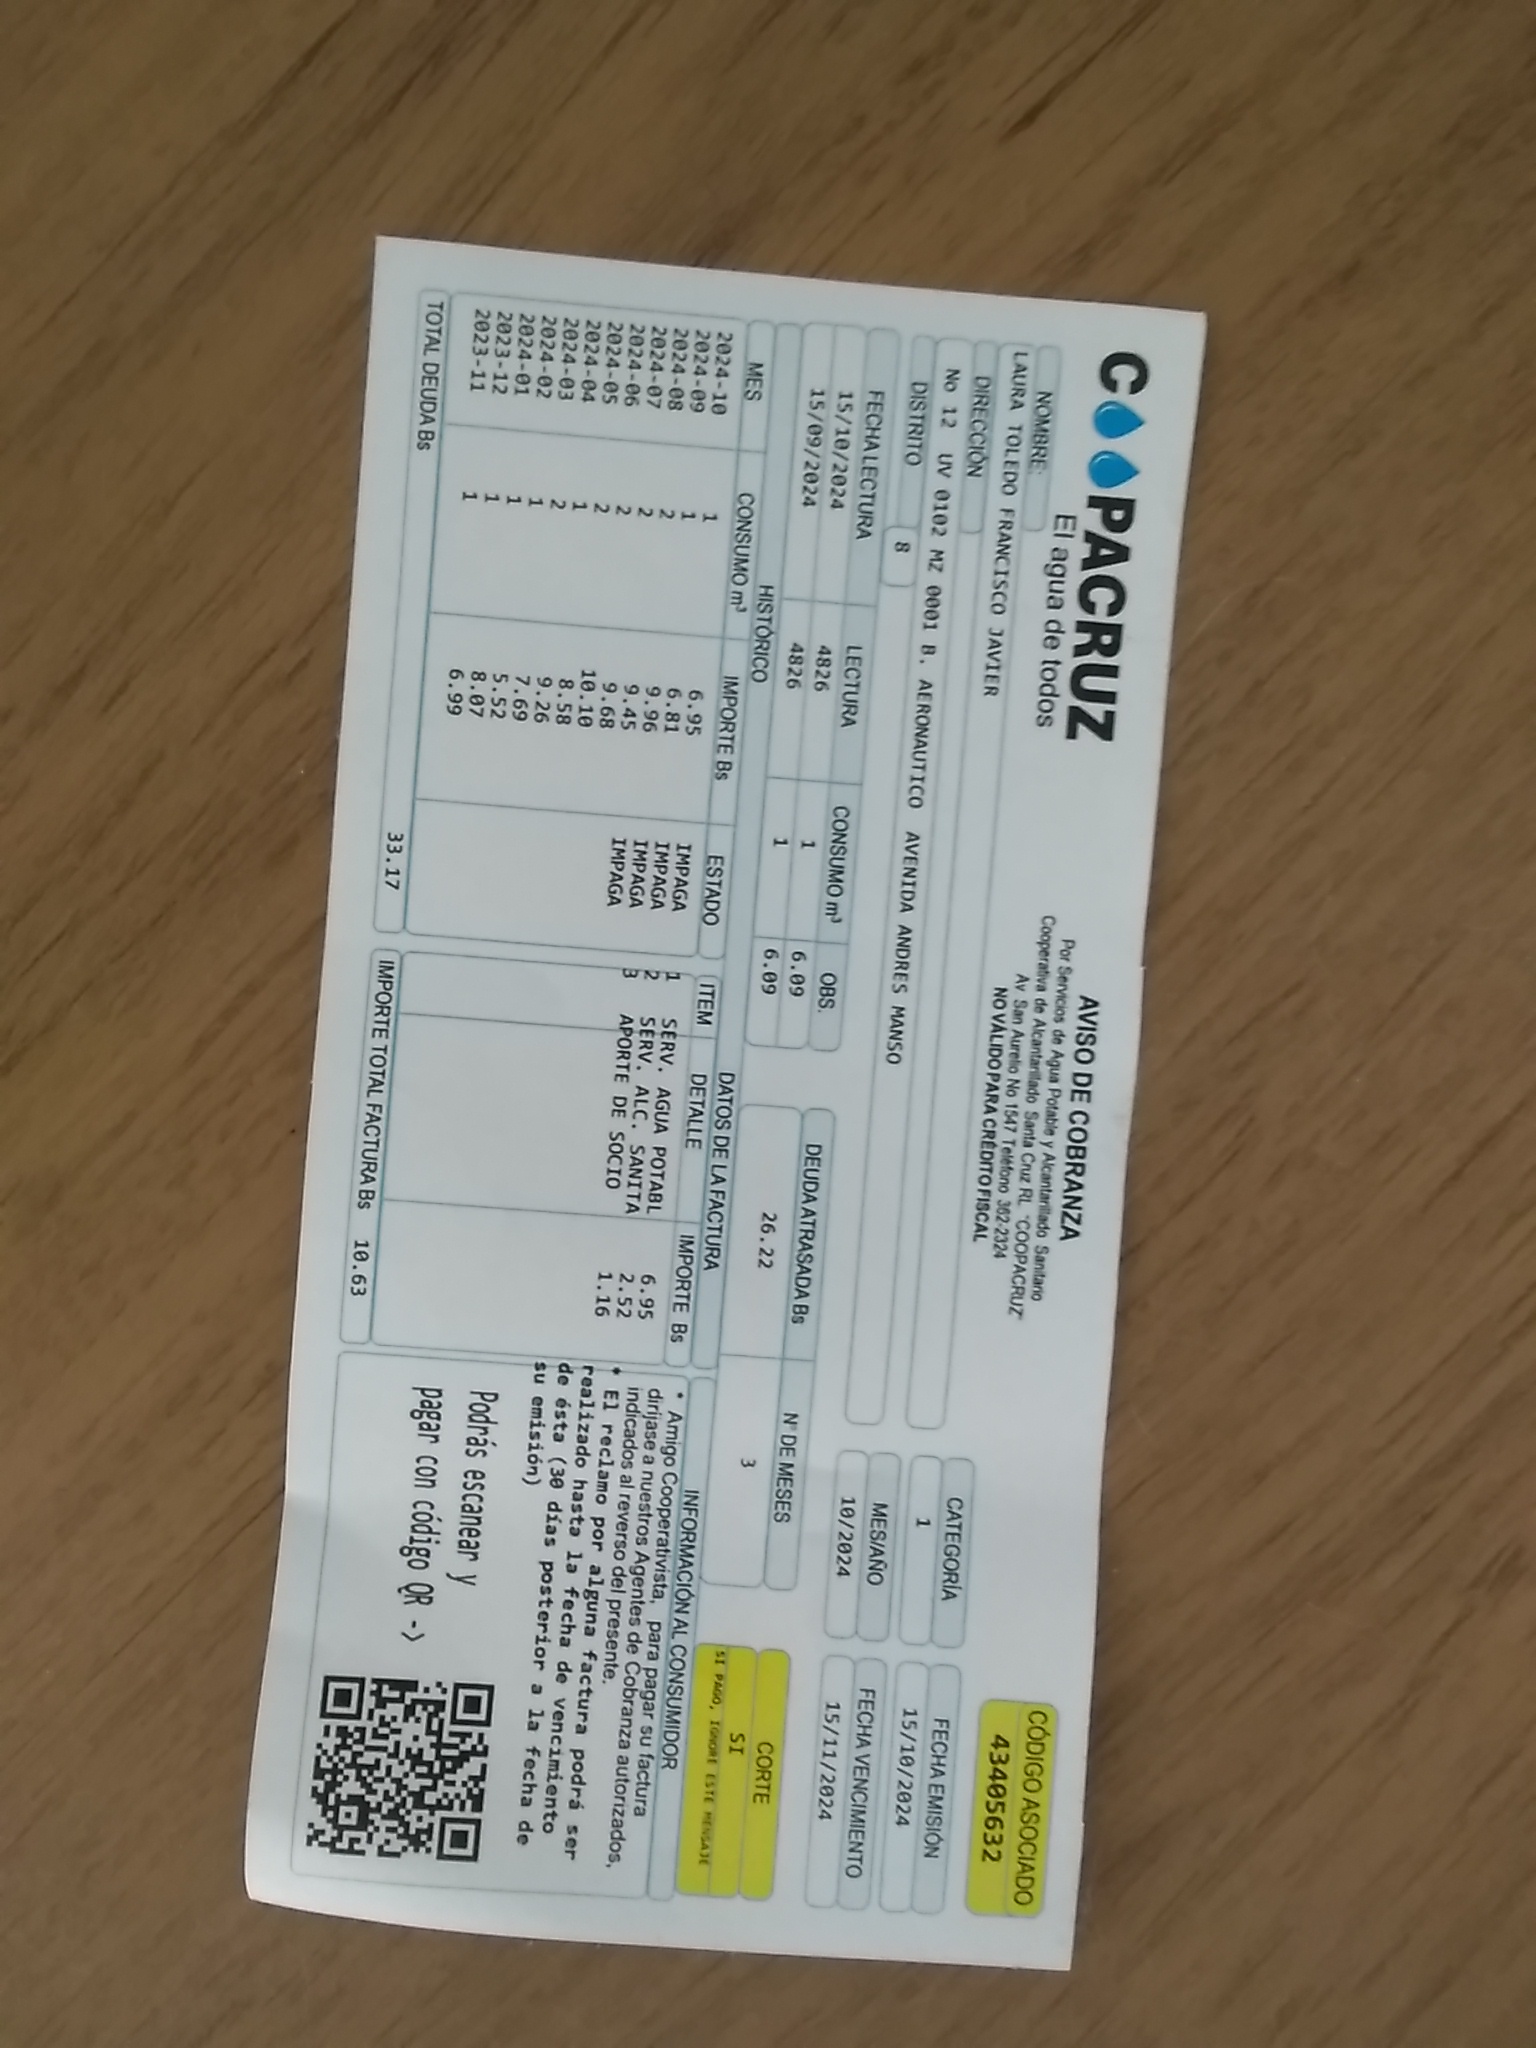 COOPACRUZ
El agua de todos
AVISO DE COBRANZA
Por Servicios de Agua Potable y Alcantarillado Sanitario
Cooperativa de Alcantarillado Santa Cruz RL. "COOPACRUZ"
Av San Aurelio No 1547 Teléfono 362-2324
NO VÁLIDO PARA CRÉDITO FISCAL
CÓDIGO ASOCIADO
43405632
NOMBRE:
LAURA TOLEDO FRANCISCO JAVIER
DIRECCIÓN
No 12 UV 0102 MZ 0001 B. AERONAUTICO AVENIDA ANDRES MANSO
DISTRITO 8
CATEGORÍA
1
FECHA EMISIÓN
15/10/2024
MES/AÑO
10/2024
FECHA VENCIMIENTO
15/11/2024
FECHA LECTURA LECTURA CONSUMO m³ OBS.
15/10/2024 4826 1 6.09
15/09/2024 4826 1 6.09
DEUDA ATRASADA Bs N° DE MESES
26.22 3
CORTE
SI
SI PAGO, IGNORE ESTE MENSAJE
HISTÓRICO
MES CONSUMO m³ IMPORTE Bs ESTADO
2024-10 1 6.95 IMPAGA
2024-09 1 6.81 IMPAGA
2024-08 2 9.96 IMPAGA
2024-07 2 9.45 IMPAGA
2024-06 2 9.68
2024-05 2 10.10
2024-04 1 8.58
2024-03 2 9.26
2024-02 1 7.69
2024-01 1 5.52
2023-12 1 8.07
2023-11 1 6.99
TOTAL DEUDA Bs 33.17
DATOS DE LA FACTURA
ITEM DETALLE IMPORTE Bs
1 SERV. AGUA POTABL 6.95
2 SERV. ALC. SANITA 2.52
3 APORTE DE SOCIO 1.16
IMPORTE TOTAL FACTURA Bs 10.63
INFORMACIÓN AL CONSUMIDOR
* Amigo Cooperativista, para pagar su factura
diríjase a nuestros Agentes de Cobranza autorizados,
indicados al reverso del presente.
* El reclamo por alguna factura podrá ser
realizado hasta la fecha de vencimiento
de ésta (30 días posterior a la fecha de
su emisión)
Podrás escanear y
pagar con código QR ->